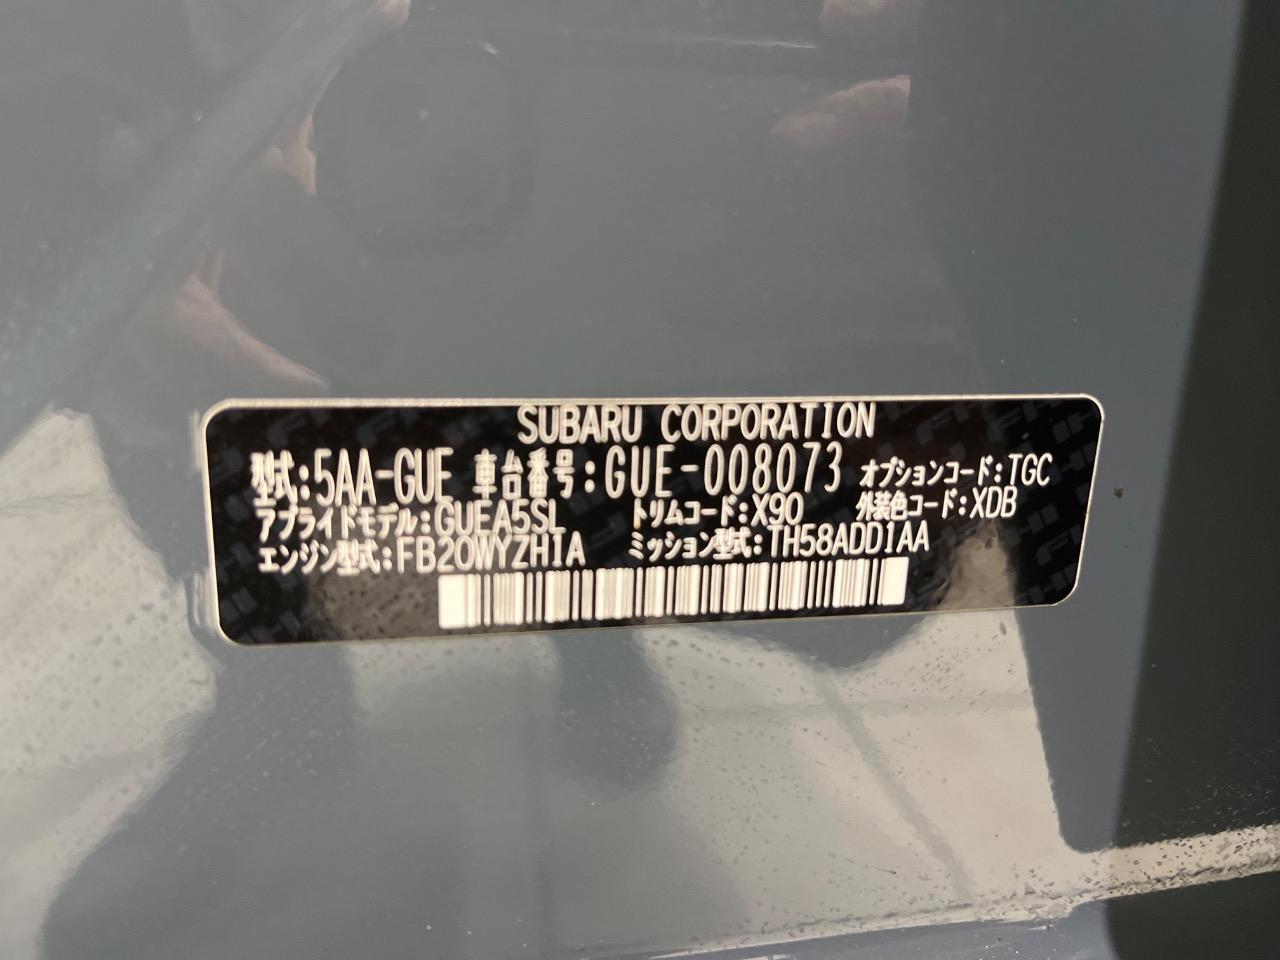 SUBARU CORPORATION
型式:5AA-GUE 車台番号:GUE-008073 オプションコード:TGC
アプライドモデル:GUEA5SL トリムコード:X90 外装色コード:XDB
エンジン型式:FB20WYZH1A ミッション型式:TH58ADD1AA